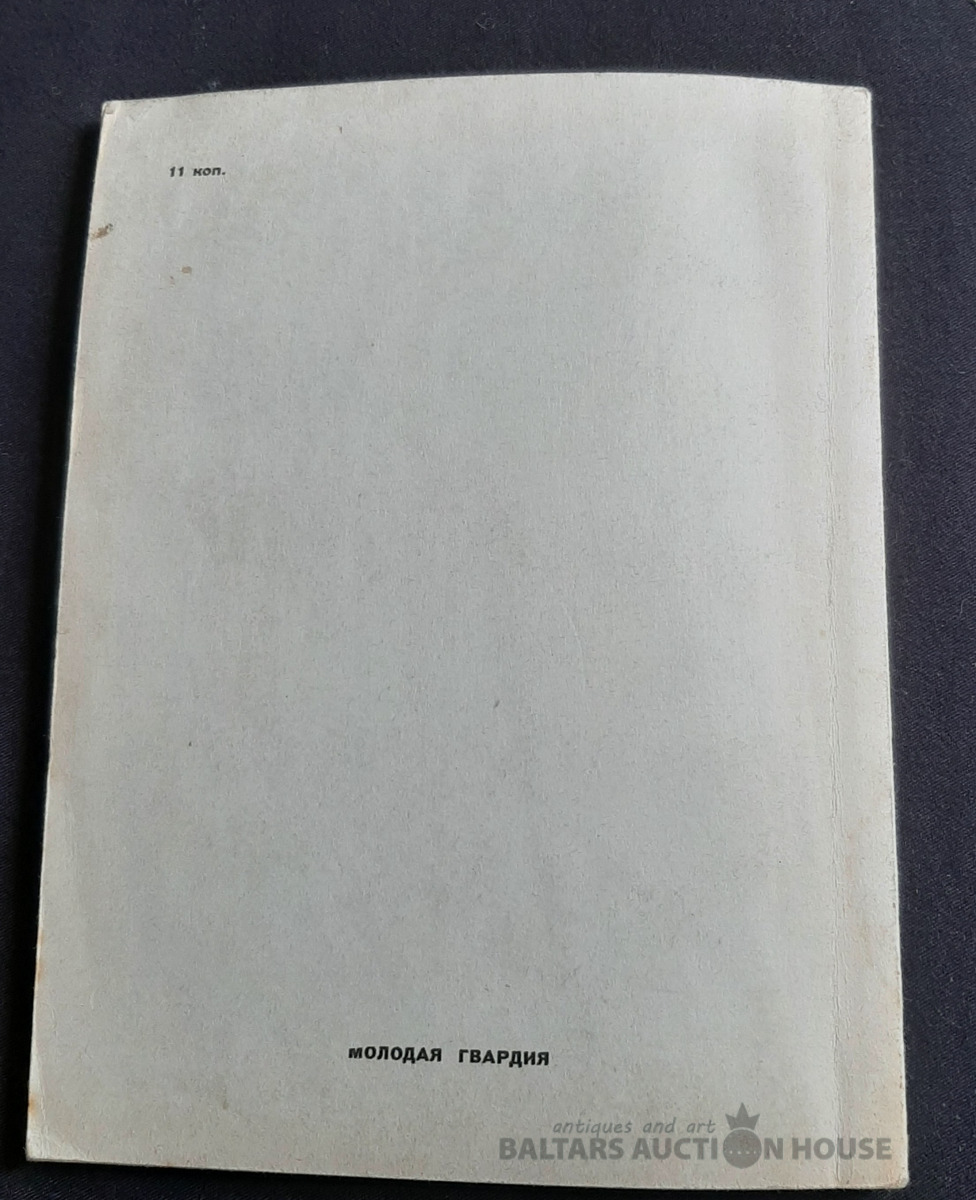 11 коп.
МОЛОДАЯ ГВАРДИЯ
antiques and art
BALTARS AUCTION HOUSE